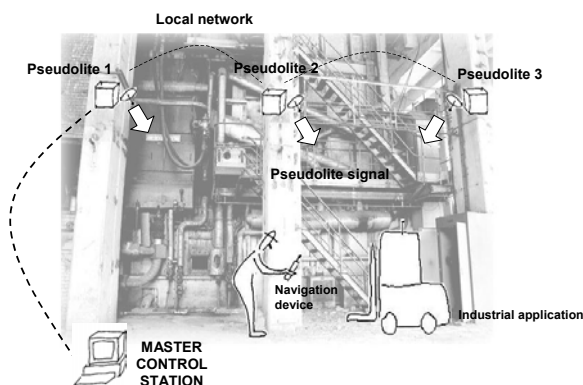 Local network
Pseudolite 1
Pseudolite 2
Pseudolite 3
Pseudolite signal
Navigation
device
Industrial application
MASTER
CONTROL
STATION